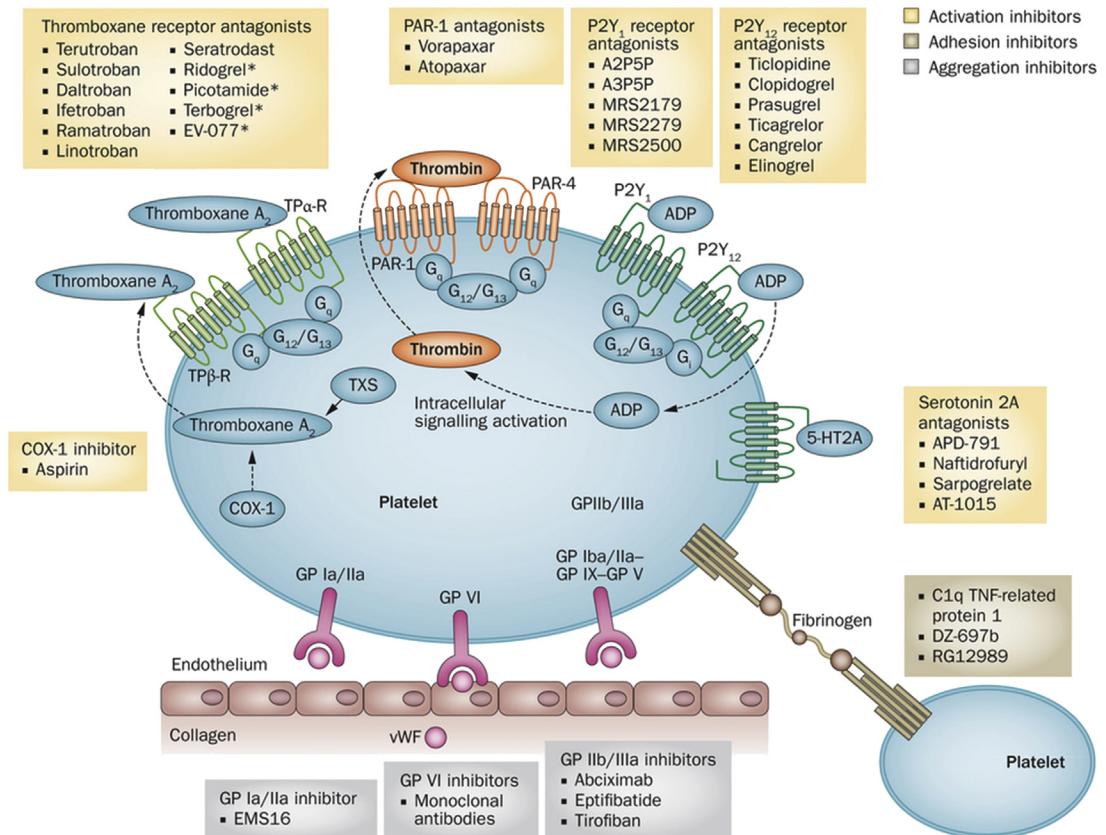 Thromboxane receptor antagonists
▪ Terutroban
▪ Sulotroban
▪ Daltroban
▪ Ifetroban
▪ Ramatroban
▪ Linotroban
▪ Seratrodast
▪ Ridogrel*
▪ Picotamide*
▪ Terbogrel*
▪ EV-077*
PAR-1 antagonists
▪ Vorapaxar
▪ Atopaxar
P2Y₁ receptor
antagonists
▪ A2P5P
▪ A3P5P
▪ MRS2179
▪ MRS2279
▪ MRS2500
P2Y₁₂ receptor
antagonists
▪ Ticlopidine
▪ Clopidogrel
▪ Prasugrel
▪ Ticagrelor
▪ Cangrelor
▪ Elinogrel
Activation inhibitors
Adhesion inhibitors
Aggregation inhibitors
Thrombin
PAR-4
PAR-1
Gq
G₁₂/G₁₃
Gq
Thromboxane A₂
TPα-R
Thromboxane A₂
Gq
G₁₂/G₁₃
Gq
TPβ-R
P2Y₁
ADP
P2Y₁₂
ADP
Gq
G₁₂/G₁₃
Gi
Thrombin
TXS
Intracellular
signalling activation
ADP
Thromboxane A₂
COX-1 inhibitor
▪ Aspirin
COX-1
Platelet
GPIIb/IIIa
5-HT2A
Serotonin 2A
antagonists
▪ APD-791
▪ Naftidrofuryl
▪ Sarpogrelate
▪ AT-1015
GP Ia/IIa
GP VI
GP Iba/IIa–
GP IX–GP V
Fibrinogen
▪ C1q TNF-related
protein 1
▪ DZ-697b
▪ RG12989
Endothelium
Collagen
vWF
Platelet
GP Ia/IIa inhibitor
▪ EMS16
GP VI inhibitors
▪ Monoclonal
antibodies
GP IIb/IIIa inhibitors
▪ Abciximab
▪ Eptifibatide
▪ Tirofiban